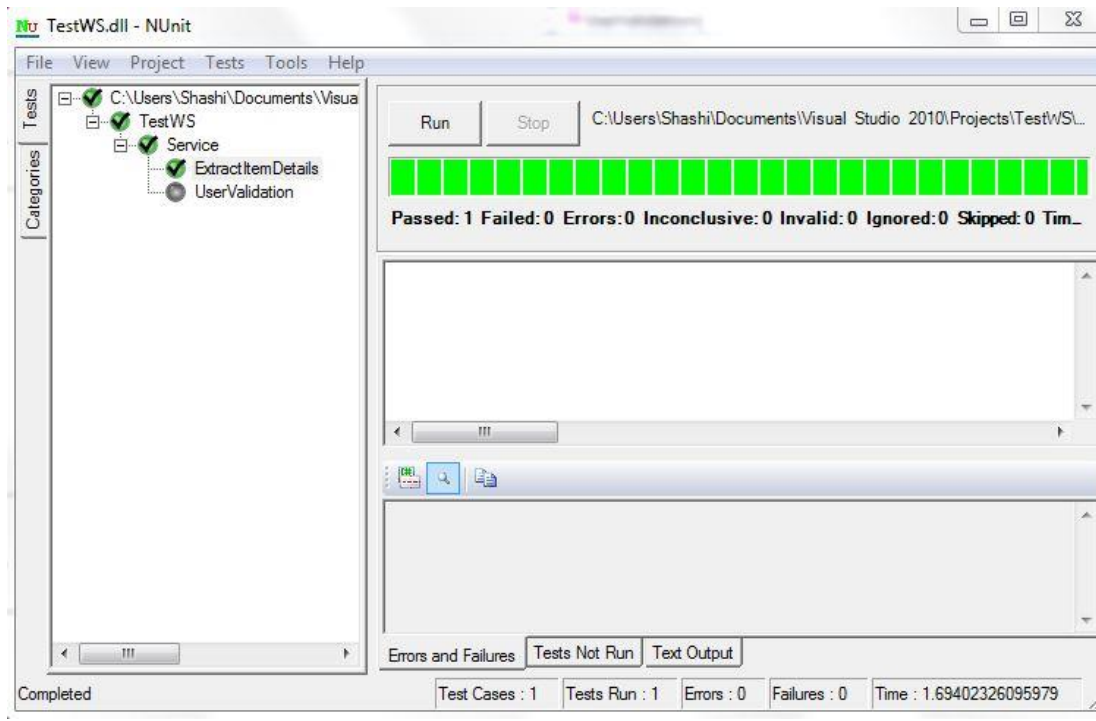 Nu TestWS.dll - NUnit
File View Project Tests Tools Help
Tests
Categories
C:\Users\Shashi\Documents\Visua
TestWS
Service
ExtractItemDetails
UserValidation
Run
Stop
C:\Users\Shashi\Documents\Visual Studio 2010\Projects\TestWS\...
Passed: 1 Failed: 0 Errors: 0 Inconclusive: 0 Invalid: 0 Ignored: 0 Skipped: 0 Tim...
Errors and Failures
Tests Not Run
Text Output
Completed
Test Cases : 1
Tests Run : 1
Errors : 0
Failures : 0
Time : 1.69402326095979